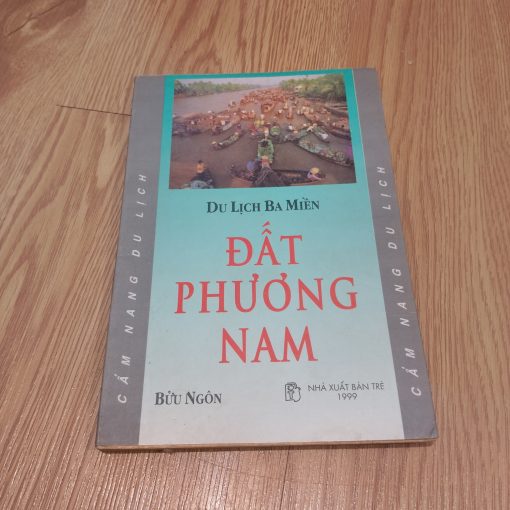 DU LỊCH BA MIỀN
ĐẤT
PHƯƠNG
NAM
BỬU NGÔN
NHÀ XUẤT BẢN TRẺ
1999
CẨM NANG DU LỊCH
CẨM NANG DU LỊCH